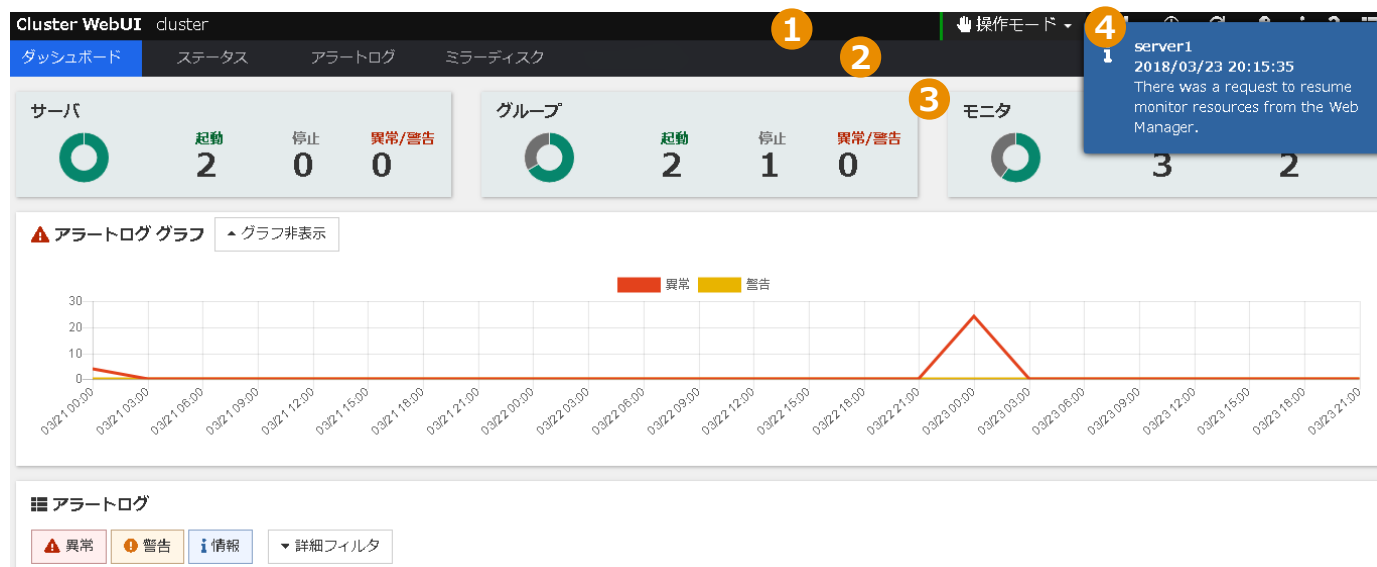 Cluster WebUI cluster
1
操作モード
4
ダッシュボード ステータス アラートログ ミラーディスク
2
server1
2018/03/23 20:15:35
There was a request to resume
monitor resources from the Web
Manager.
サーバ
起動 停止 異常/警告
2 0 0
グループ
起動 停止 異常/警告
2 1 0
3
モニタ
3 2
アラートログ グラフ グラフ非表示
異常 警告
30
20
10
0
03/21 00:00 03/21 03:00 03/21 06:00 03/21 09:00 03/21 12:00 03/21 15:00 03/21 18:00 03/21 21:00 03/22 00:00 03/22 03:00 03/22 06:00 03/22 09:00 03/22 12:00 03/22 15:00 03/22 18:00 03/22 21:00 03/23 00:00 03/23 03:00 03/23 06:00 03/23 09:00 03/23 12:00 03/23 15:00 03/23 18:00 03/23 21:00
アラートログ
異常 警告 情報 詳細フィルタ